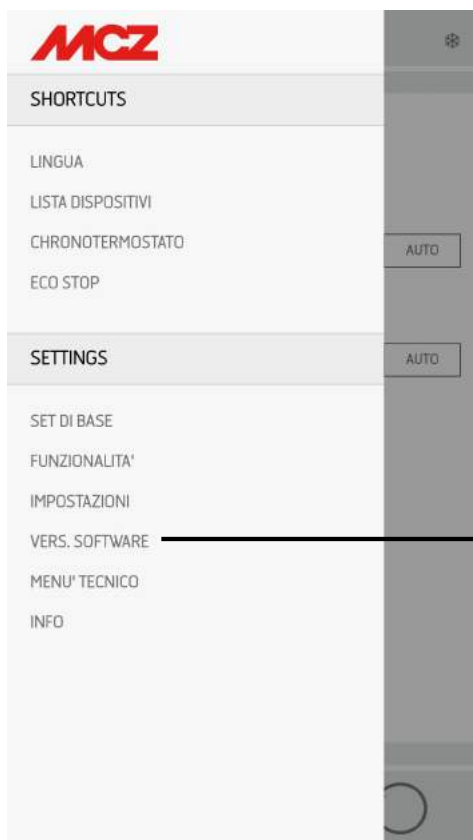 MCZ
SHORTCUTS
LINGUA
LISTA DISPOSITIVI
CHRONOTERMOSTATO
AUTO
ECO STOP
SETTINGS
AUTO
SET DI BASE
FUNZIONALITA'
IMPOSTAZIONI
VERS. SOFTWARE
MENU' TECNICO
INFO